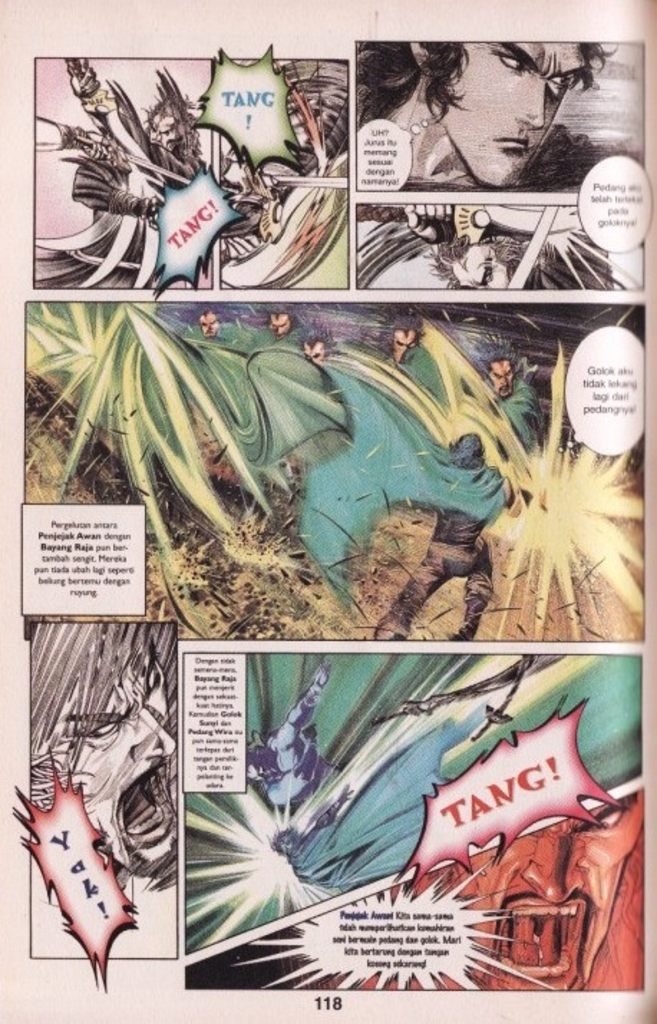 TANG
!
TANG!
UH?
Jurus itu
memang
sesuai
dengan
namanya!
Pedang aku
telah terlekat
pada
goloknya!
Golok aku
tidak lekang
lagi dari
pedangnya!
Pergelutan antara
Penjejak Awan dengan
Bayang Raja pun ber-
tambah sengit. Mereka
pun tiada ubah lagi seperti
beliung bertemu dengan
ruyung.
Dengan tidak
semena-mena,
Bayang Raja
pun menjerit
dengan sekuat-
kuat hatinya.
Kemudian Golok
Sunyi dan
Pedang Wira itu
pun sama-sama
terlepas dari
tangan pemilik-
nya dan ter-
pelanting ke
udara.
YAK!
TANG!
Penjejak Awan! Kita sama-sama
telah memperlihatkan kemahiran
seni bermain pedang dan golok. Mari
kita bertarung dengan tangan
kosong sekarang!
118